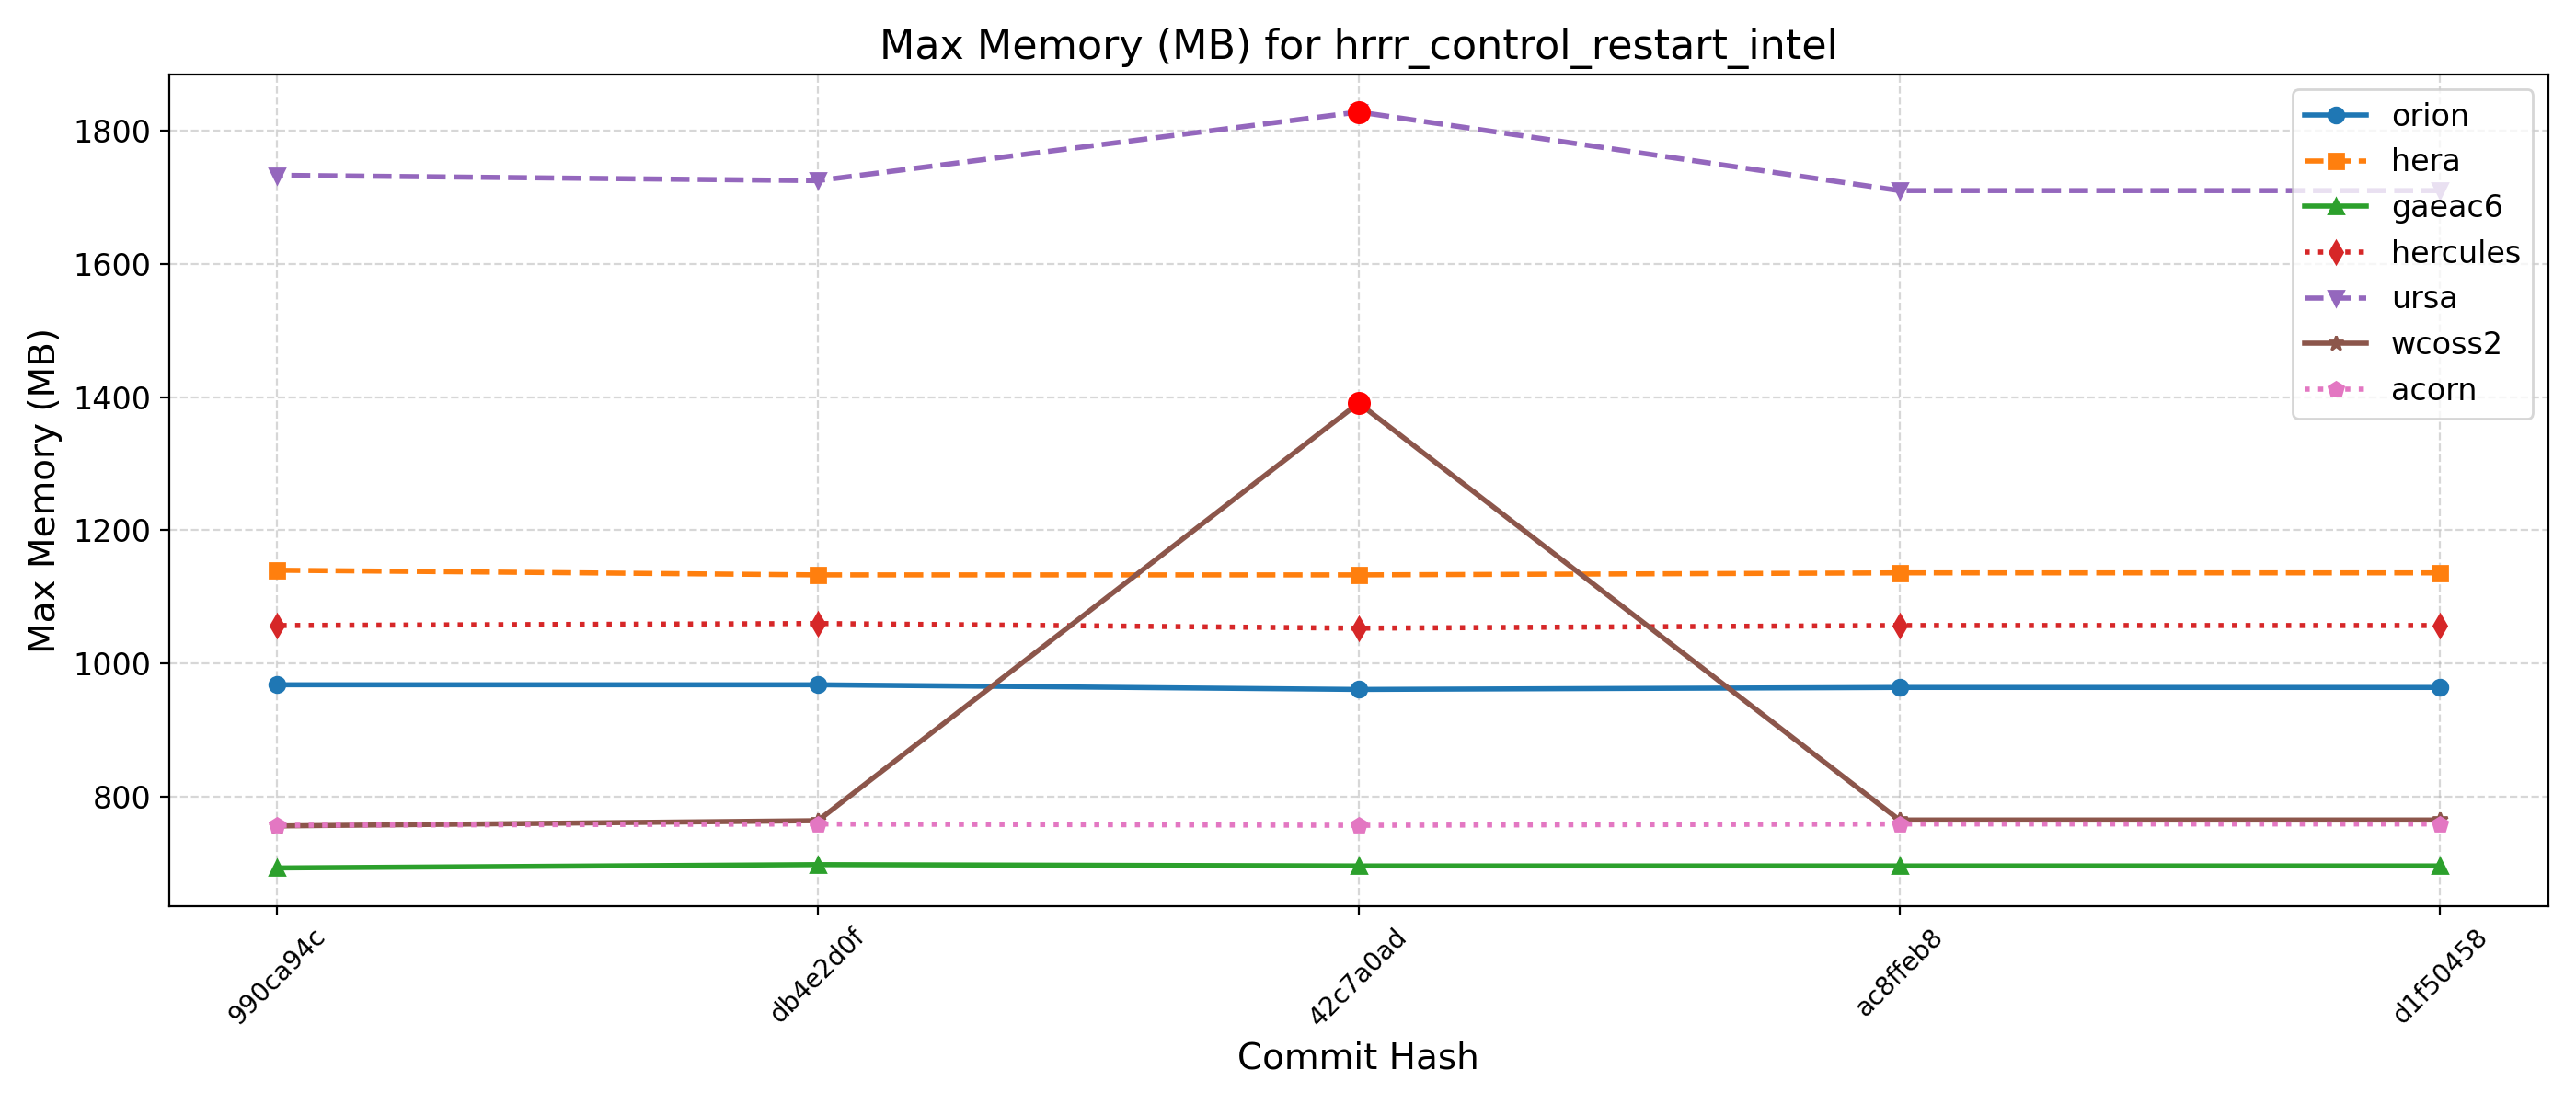 Max Memory (MB) for hrrr_control_restart_intel
Max Memory (MB)
1800
1600
1400
1200
1000
800
orion
hera
gaeac6
hercules
ursa
wcoss2
acorn
990ca94c
db4e2d0f
42c7a0ad
ac8ffeb8
d1f50458
Commit Hash